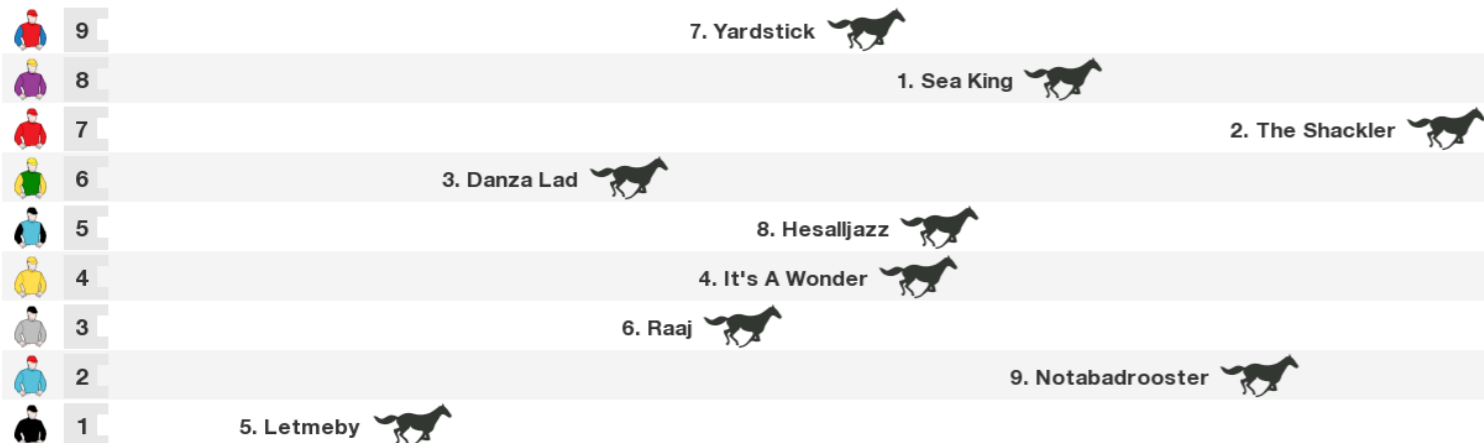 9 7. Yardstick
8 1. Sea King
7 2. The Shackler
6 3. Danza Lad
5 8. Hesalljazz
4 4. It's A Wonder
3 6. Raaj
2 9. Notabadrooster
1 5. Letmeby